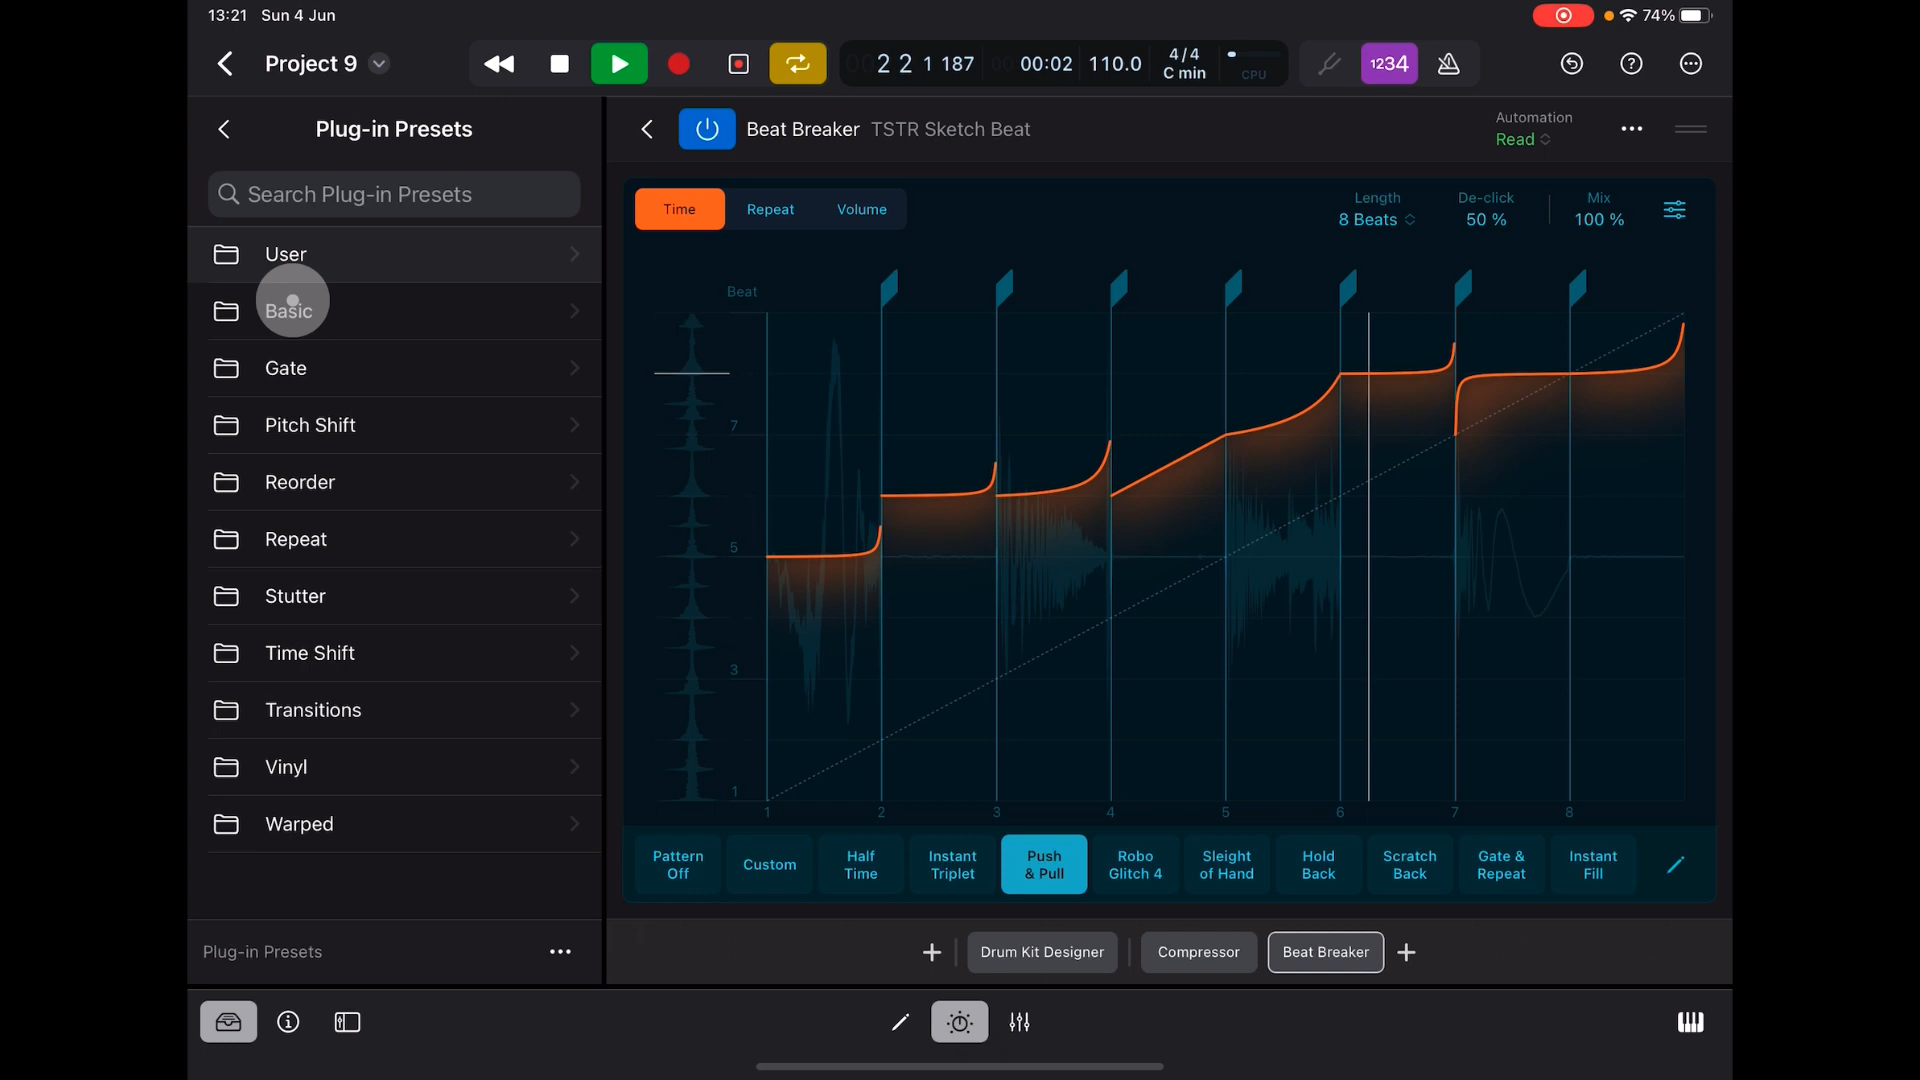 13:21 Sun 4 Jun
74%
Project 9
2 2 1 187
00:02
110.0
4/4
C min
CPU
1234
Plug-in Presets
Beat Breaker TSTR Sketch Beat
Automation
Read
Search Plug-in Presets
User
Basic
Gate
Pitch Shift
Reorder
Repeat
Stutter
Time Shift
Transitions
Vinyl
Warped
Plug-in Presets
Time
Repeat
Volume
Length
8 Beats
De-click
50 %
Mix
100 %
Beat
7
5
3
1
1 2 3 4 5 6 7 8
Pattern
Off
Custom
Half
Time
Instant
Triplet
Push
& Pull
Robo
Glitch 4
Sleight
of Hand
Hold
Back
Scratch
Back
Gate &
Repeat
Instant
Fill
Drum Kit Designer
Compressor
Beat Breaker